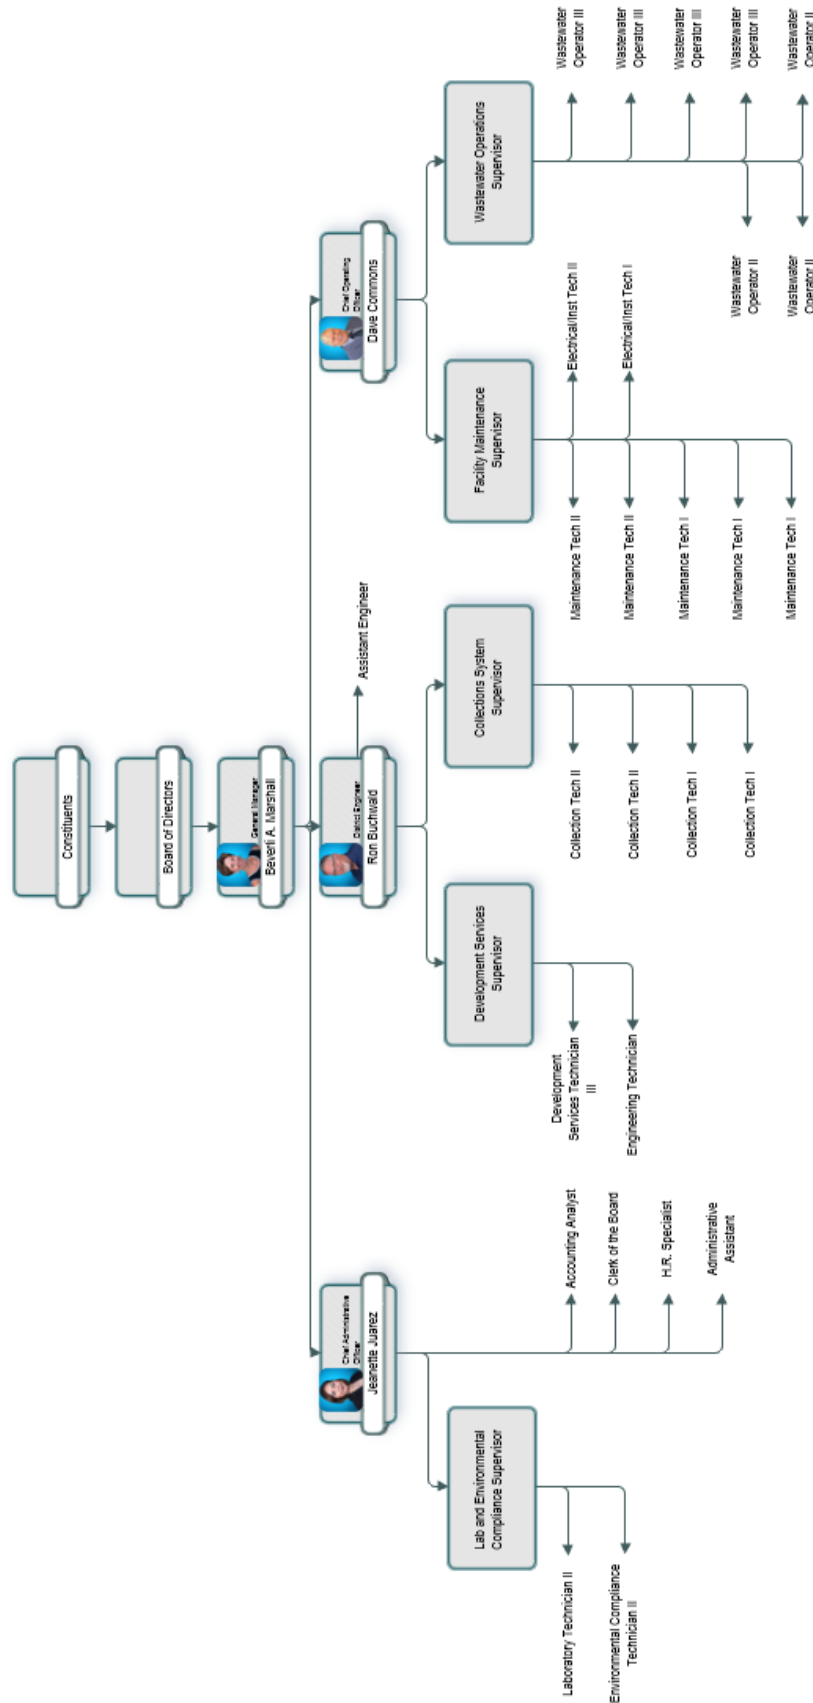 Constituents
Board of Directors
General Manager
Beverli A. Marshall
Chief Administrative
Officer
Jeanette Juarez
District Engineer
Ron Buchwald
Assistant Engineer
Chief Operating
Officer
Dave Commons
Lab and Environmental
Compliance Supervisor
Development Services
Supervisor
Collections System
Supervisor
Facility Maintenance
Supervisor
Wastewater Operations
Supervisor
Laboratory Technician II
Environmental Compliance
Technician II
Accounting Analyst
Clerk of the Board
H.R. Specialist
Administrative
Assistant
Development
Services Technician
III
Engineering Technician
Collection Tech II
Collection Tech II
Collection Tech I
Collection Tech I
Maintenance Tech II
Electrical/Inst Tech II
Maintenance Tech II
Electrical/Inst Tech I
Maintenance Tech I
Maintenance Tech I
Maintenance Tech I
Wastewater
Operator III
Wastewater
Operator III
Wastewater
Operator III
Wastewater
Operator II
Wastewater
Operator III
Wastewater
Operator II
Wastewater
Operator II